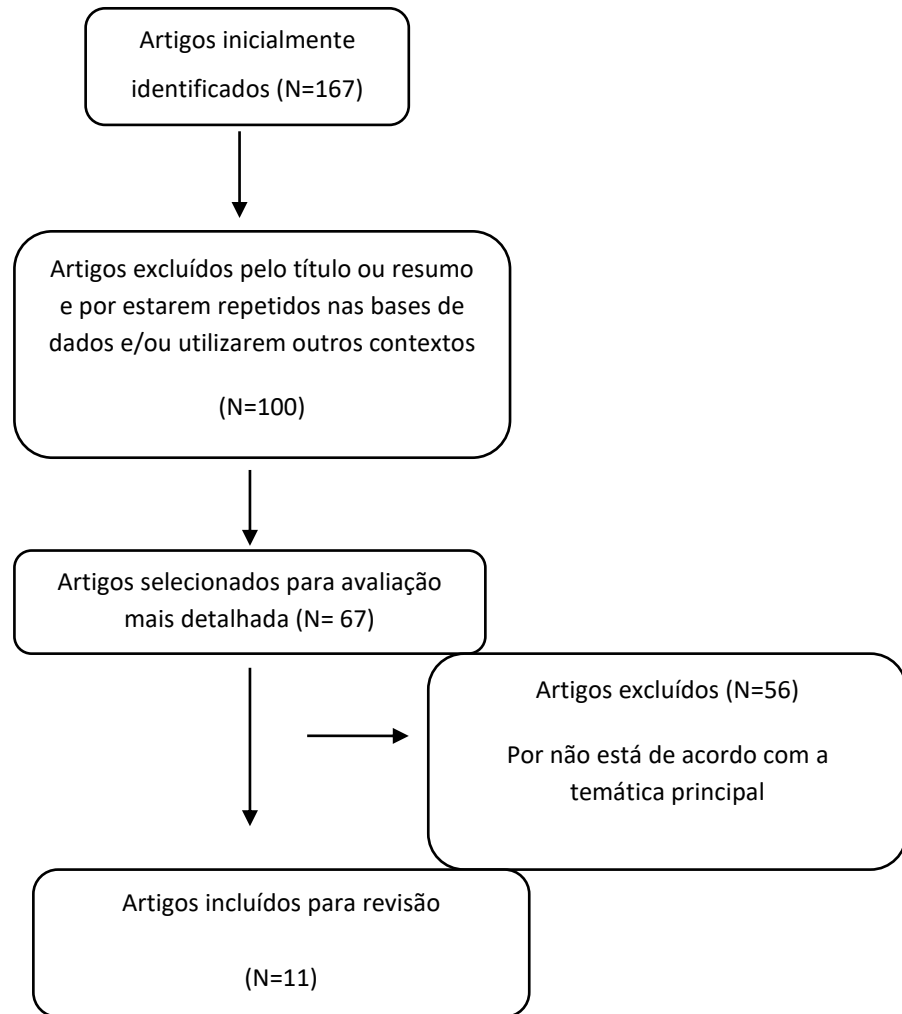 Artigos inicialmente
identificados (N=167)
Artigos excluídos pelo título ou resumo
e por estarem repetidos nas bases de
dados e/ou utilizarem outros contextos
(N=100)
Artigos selecionados para avaliação
mais detalhada (N= 67)
Artigos excluídos (N=56)
Por não está de acordo com a
temática principal
Artigos incluídos para revisão
(N=11)